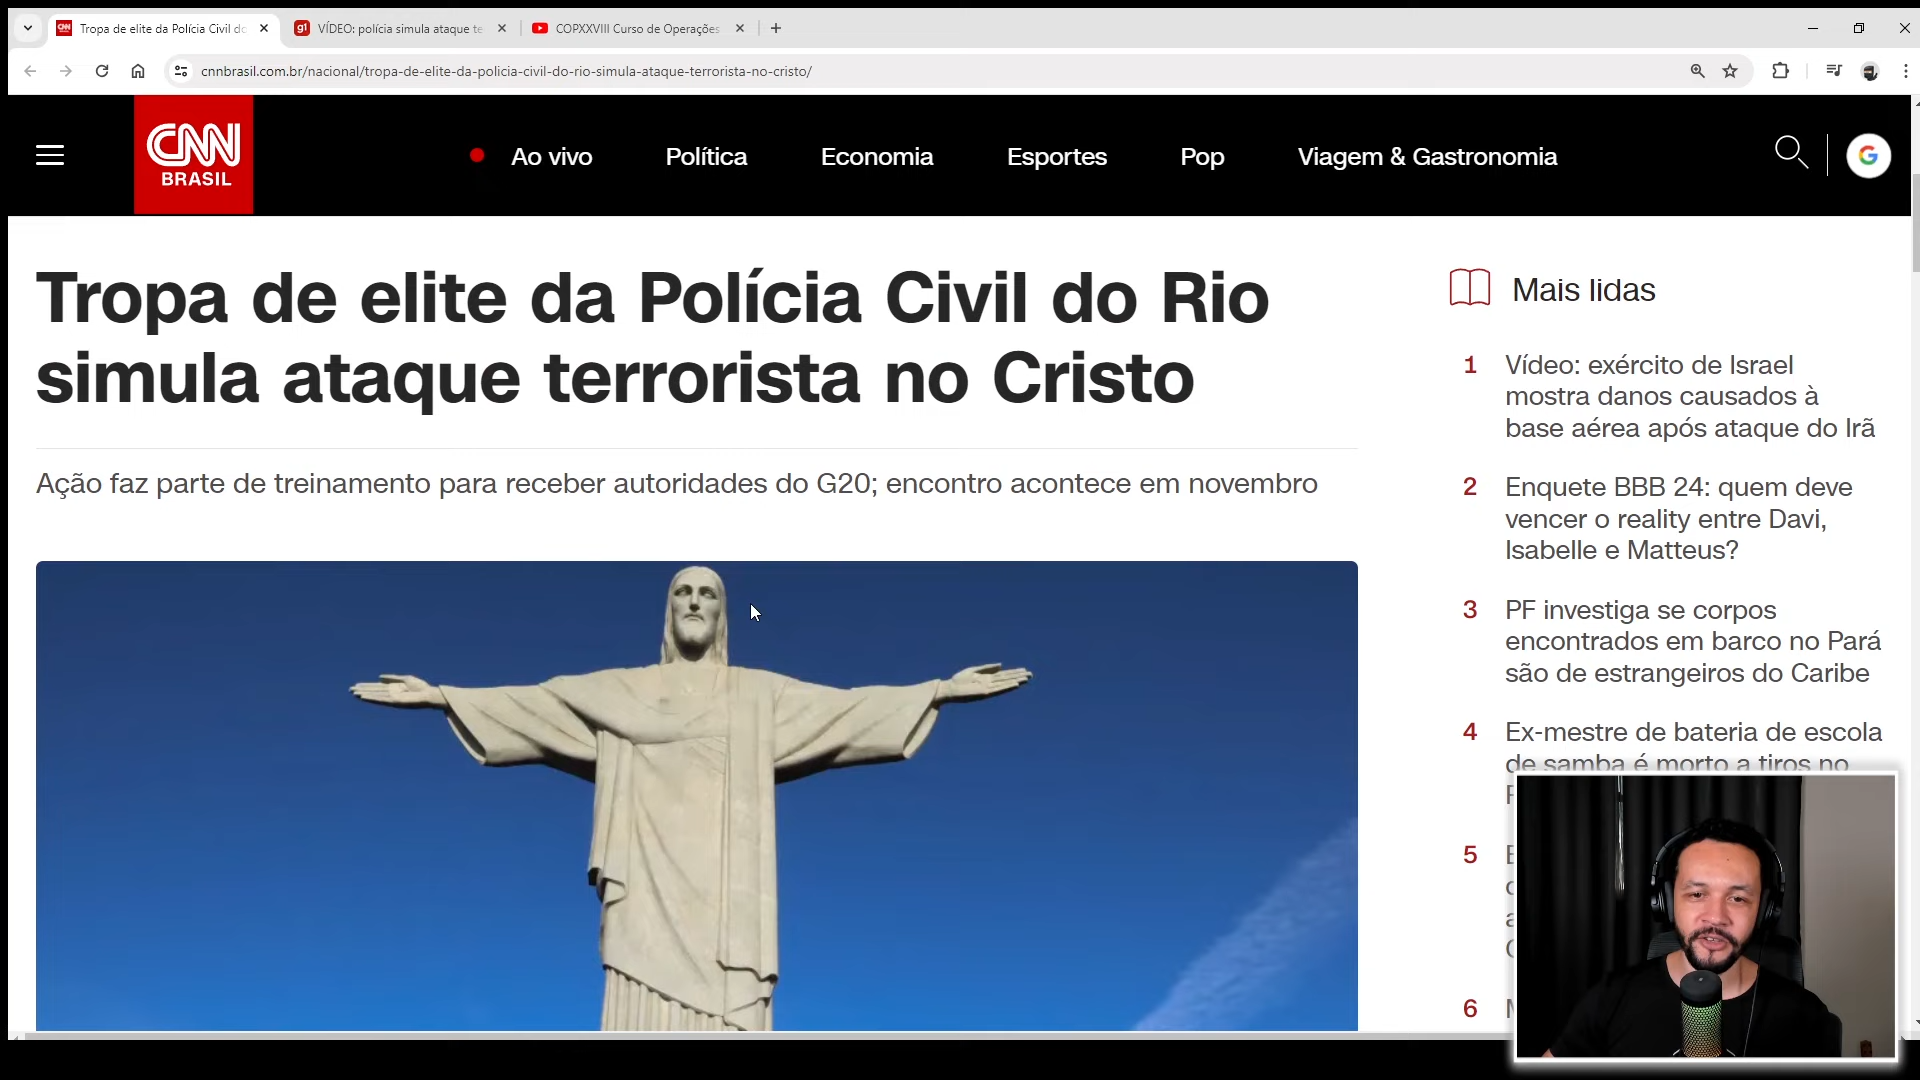 Tropa de elite da Polícia Civil do
VÍDEO: polícia simula ataque te
COPXXVIII Curso de Operações
cnnbrasil.com.br/nacional/tropa-de-elite-da-policia-civil-do-rio-simula-ataque-terrorista-no-cristo/
CNN
BRASIL
Ao vivo
Política
Economia
Esportes
Pop
Viagem & Gastronomia
Tropa de elite da Polícia Civil do Rio
simula ataque terrorista no Cristo
Ação faz parte de treinamento para receber autoridades do G20; encontro acontece em novembro
Mais lidas
1 Vídeo: exército de Israel
mostra danos causados à
base aérea após ataque do Irã
2 Enquete BBB 24: quem deve
vencer o reality entre Davi,
Isabelle e Matteus?
3 PF investiga se corpos
encontrados em barco no Pará
são de estrangeiros do Caribe
4 Ex-mestre de bateria de escola
de samba é morto a tiros no
5
6